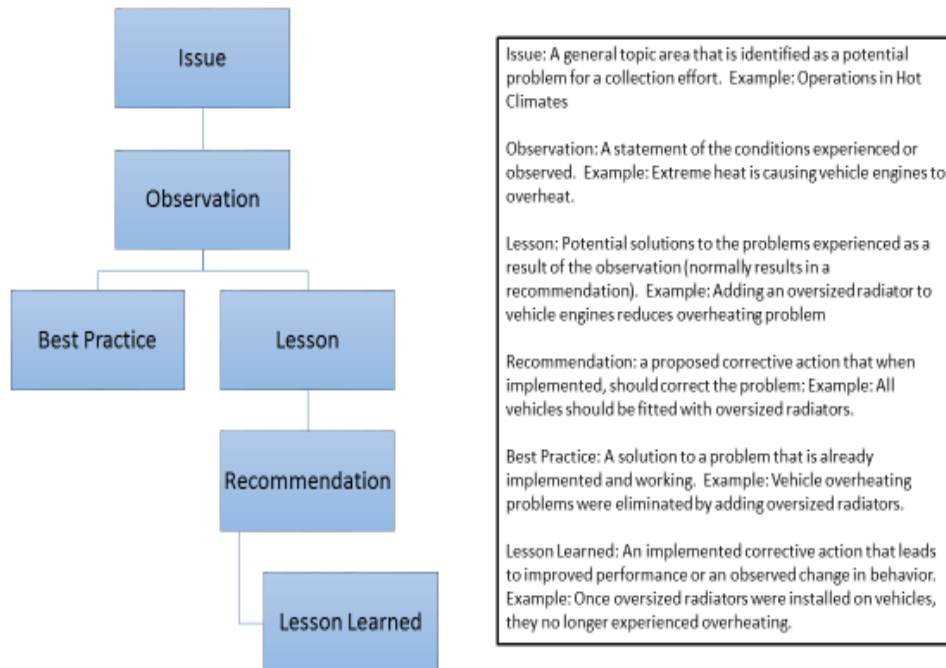 Issue
Observation
Best Practice
Lesson
Recommendation
Lesson Learned
Issue: A general topic area that is identified as a potential
problem for a collection effort.  Example: Operations in Hot
Climates
Observation: A statement of the conditions experienced or
observed.  Example: Extreme heat is causing vehicle engines to
overheat.
Lesson: Potential solutions to the problems experienced as a
result of the observation (normally results in a
recommendation).  Example: Adding an oversized radiator to
vehicle engines reduces overheating problem
Recommendation: a proposed corrective action that when
implemented, should correct the problem: Example: All
vehicles should be fitted with oversized radiators.
Best Practice: A solution to a problem that is already
implemented and working.  Example: Vehicle overheating
problems were eliminated by adding oversized radiators.
Lesson Learned: An implemented corrective action that leads
to improved performance or an observed change in behavior.
Example: Once oversized radiators were installed on vehicles,
they no longer experienced overheating.